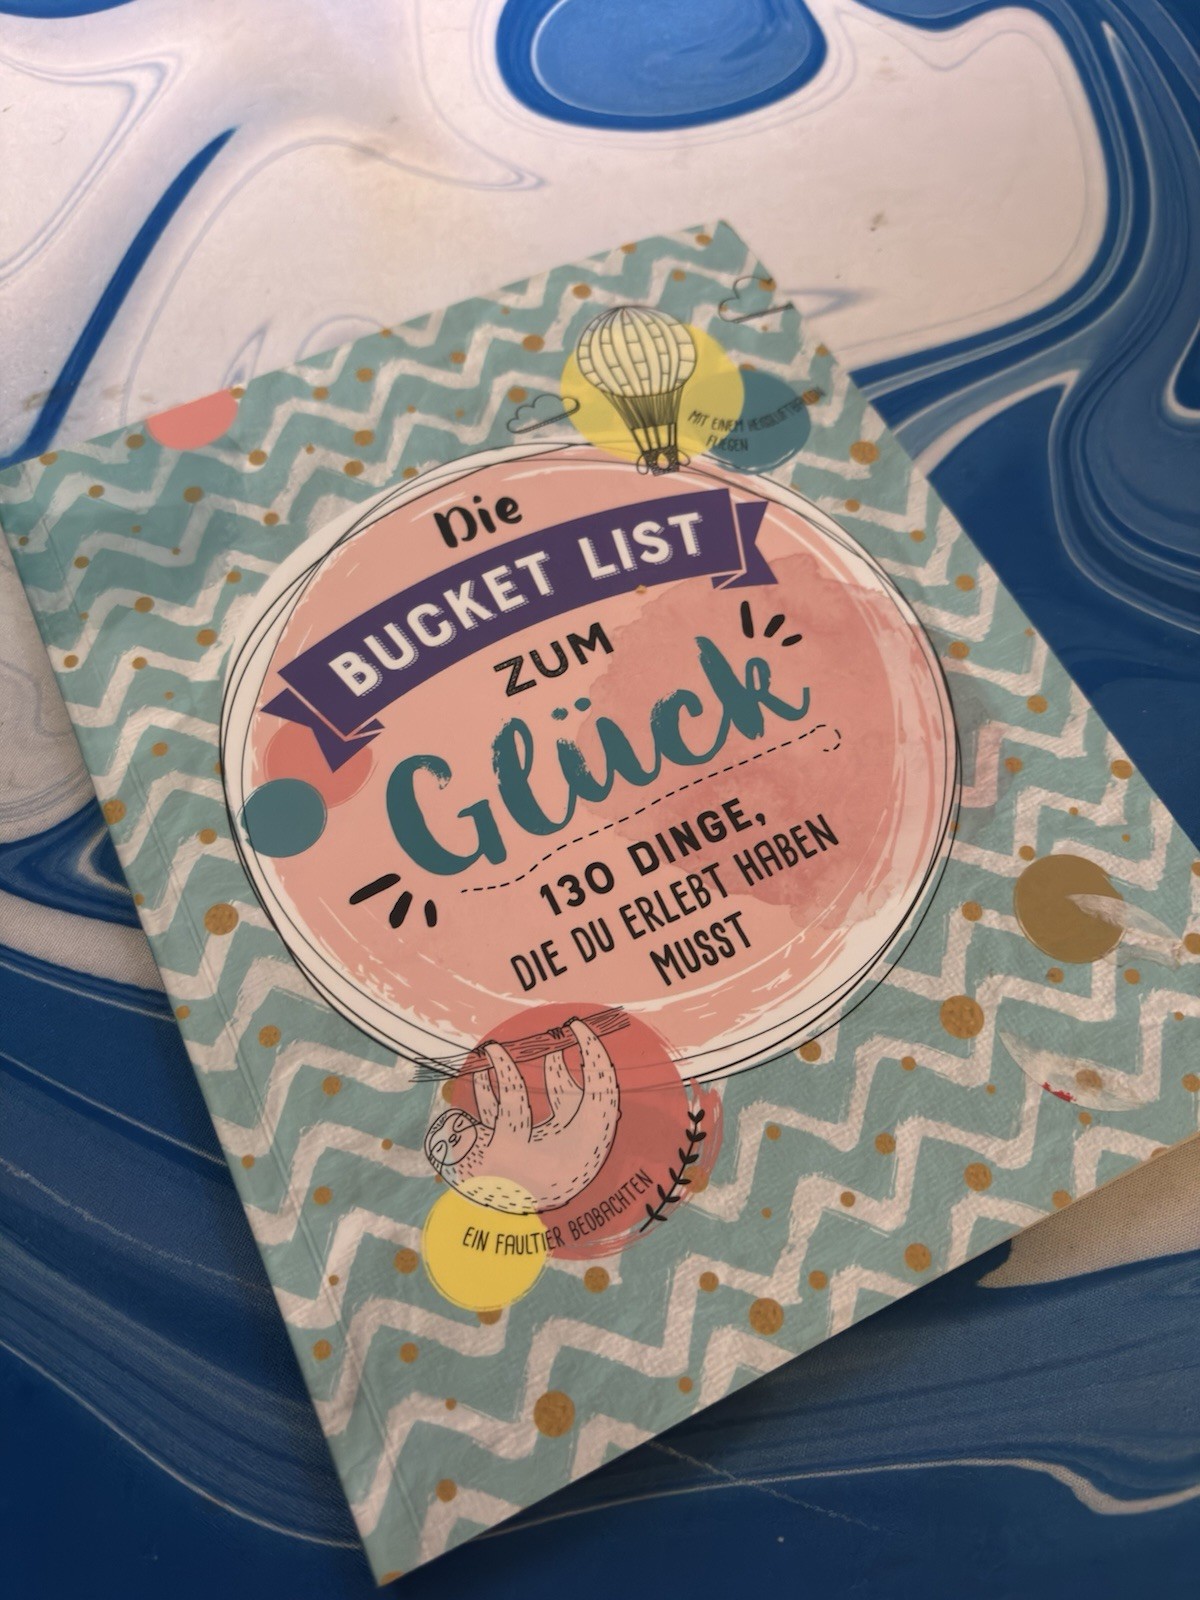 MIT EINEM HEISSLUFTBALLON
FLIEGEN
Die
BUCKET LIST
ZUM
Glück
130 DINGE,
DIE DU ERLEBT HABEN
MUSST
EIN FAULTIER BEOBACHTEN